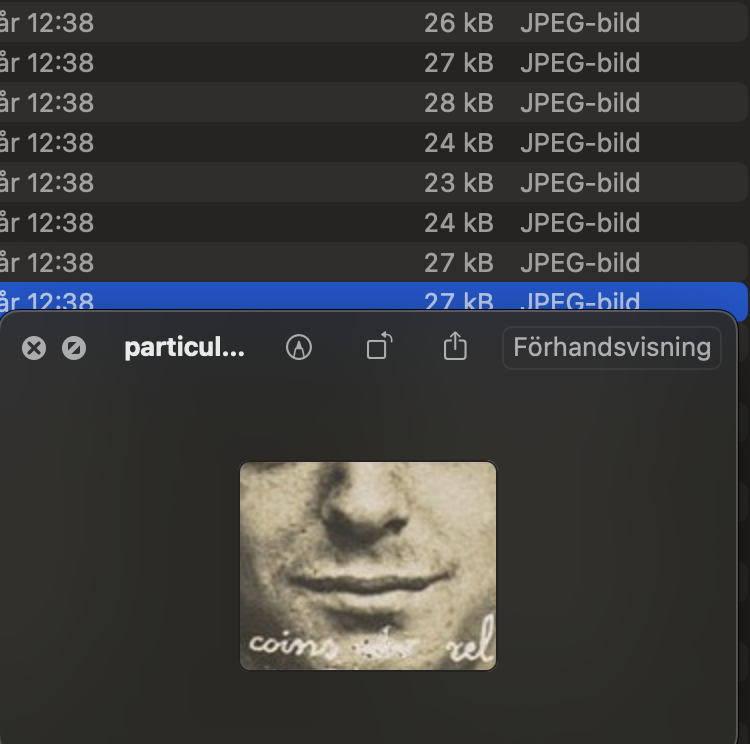 år 12:38 26 kB JPEG-bild
år 12:38 27 kB JPEG-bild
år 12:38 28 kB JPEG-bild
år 12:38 24 kB JPEG-bild
år 12:38 23 kB JPEG-bild
år 12:38 24 kB JPEG-bild
år 12:38 27 kB JPEG-bild
år 12:38 27 kB JPEG-bild
particul... Förhandsvisning
coins rel